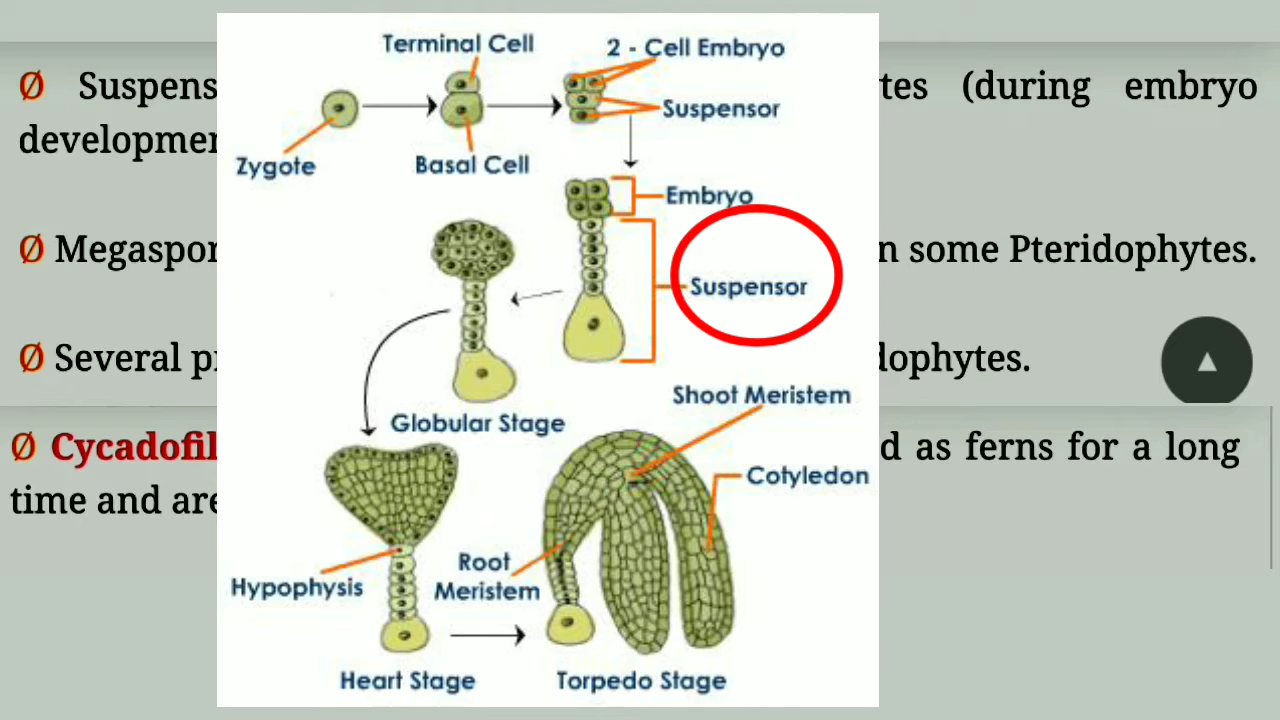 Terminal Cell
2 - Cell Embryo
Ø Suspens
tes (during embryo
developmen
Suspensor
Zygote
Basal Cell
Embryo
Ø Megaspor
n some Pteridophytes.
Suspensor
Ø Several pr
dophytes.
▲
Shoot Meristem
Globular Stage
Ø Cycadofil
d as ferns for a long
Cotyledon
time and are
Root
Meristem
Hypophysis
Heart Stage
Torpedo Stage